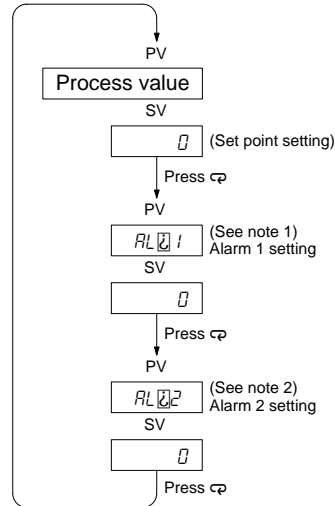 PV
Process value
SV
0 (Set point setting)
Press
PV
AL¿1 (See note 1)
Alarm 1 setting
SV
0
Press
PV
AL¿2 (See note 2)
Alarm 2 setting
SV
0
Press